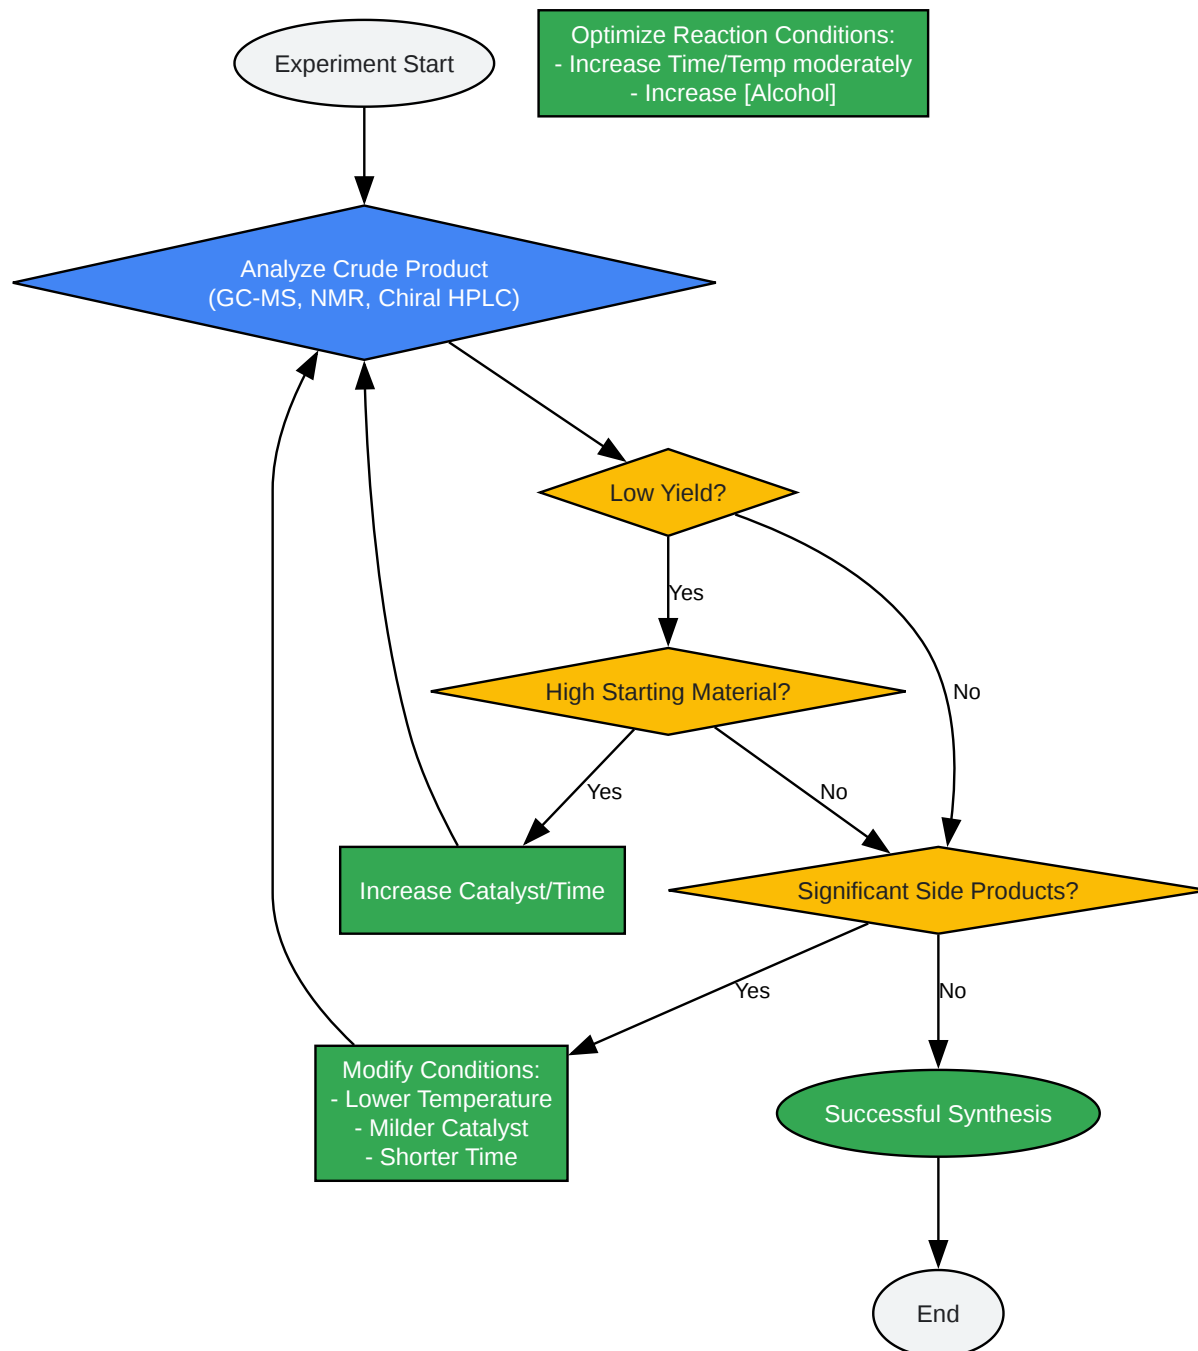 Experiment Start
Optimize Reaction Conditions:
- Increase Time/Temp moderately
- Increase [Alcohol]
Analyze Crude Product
(GC-MS, NMR, Chiral HPLC)
Low Yield?
Yes
High Starting Material?
No
Yes
No
Increase Catalyst/Time
Significant Side Products?
Yes
No
Modify Conditions:
- Lower Temperature
- Milder Catalyst
- Shorter Time
Successful Synthesis
End